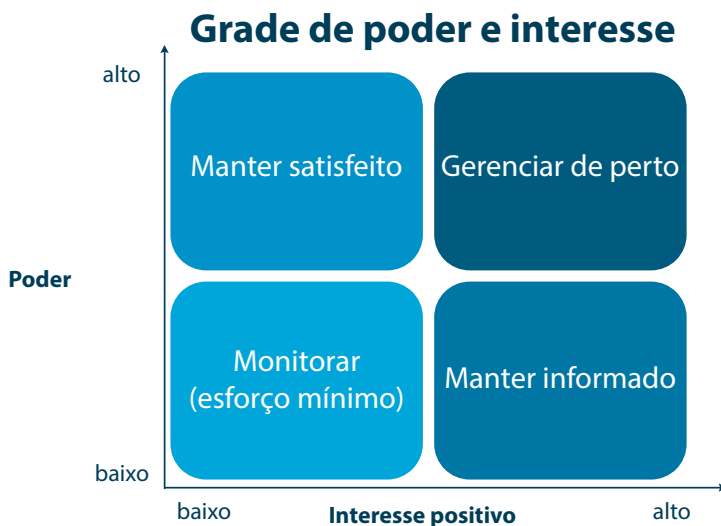 Grade de poder e interesse
alto
Manter satisfeito
Gerenciar de perto
Poder
Monitorar
(esforço mínimo)
Manter informado
baixo
baixo
Interesse positivo
alto